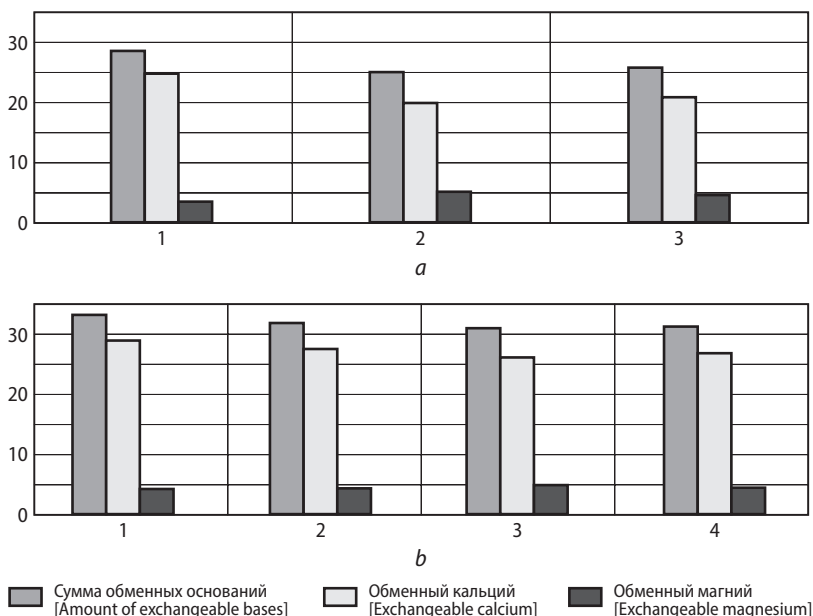 30
20
10
0
1 2 3
a
30
20
10
0
1 2 3 4
b
Сумма обменных оснований
[Amount of exchangeable bases]
Обменный кальций
[Exchangeable calcium]
Обменный магний
[Exchangeable magnesium]